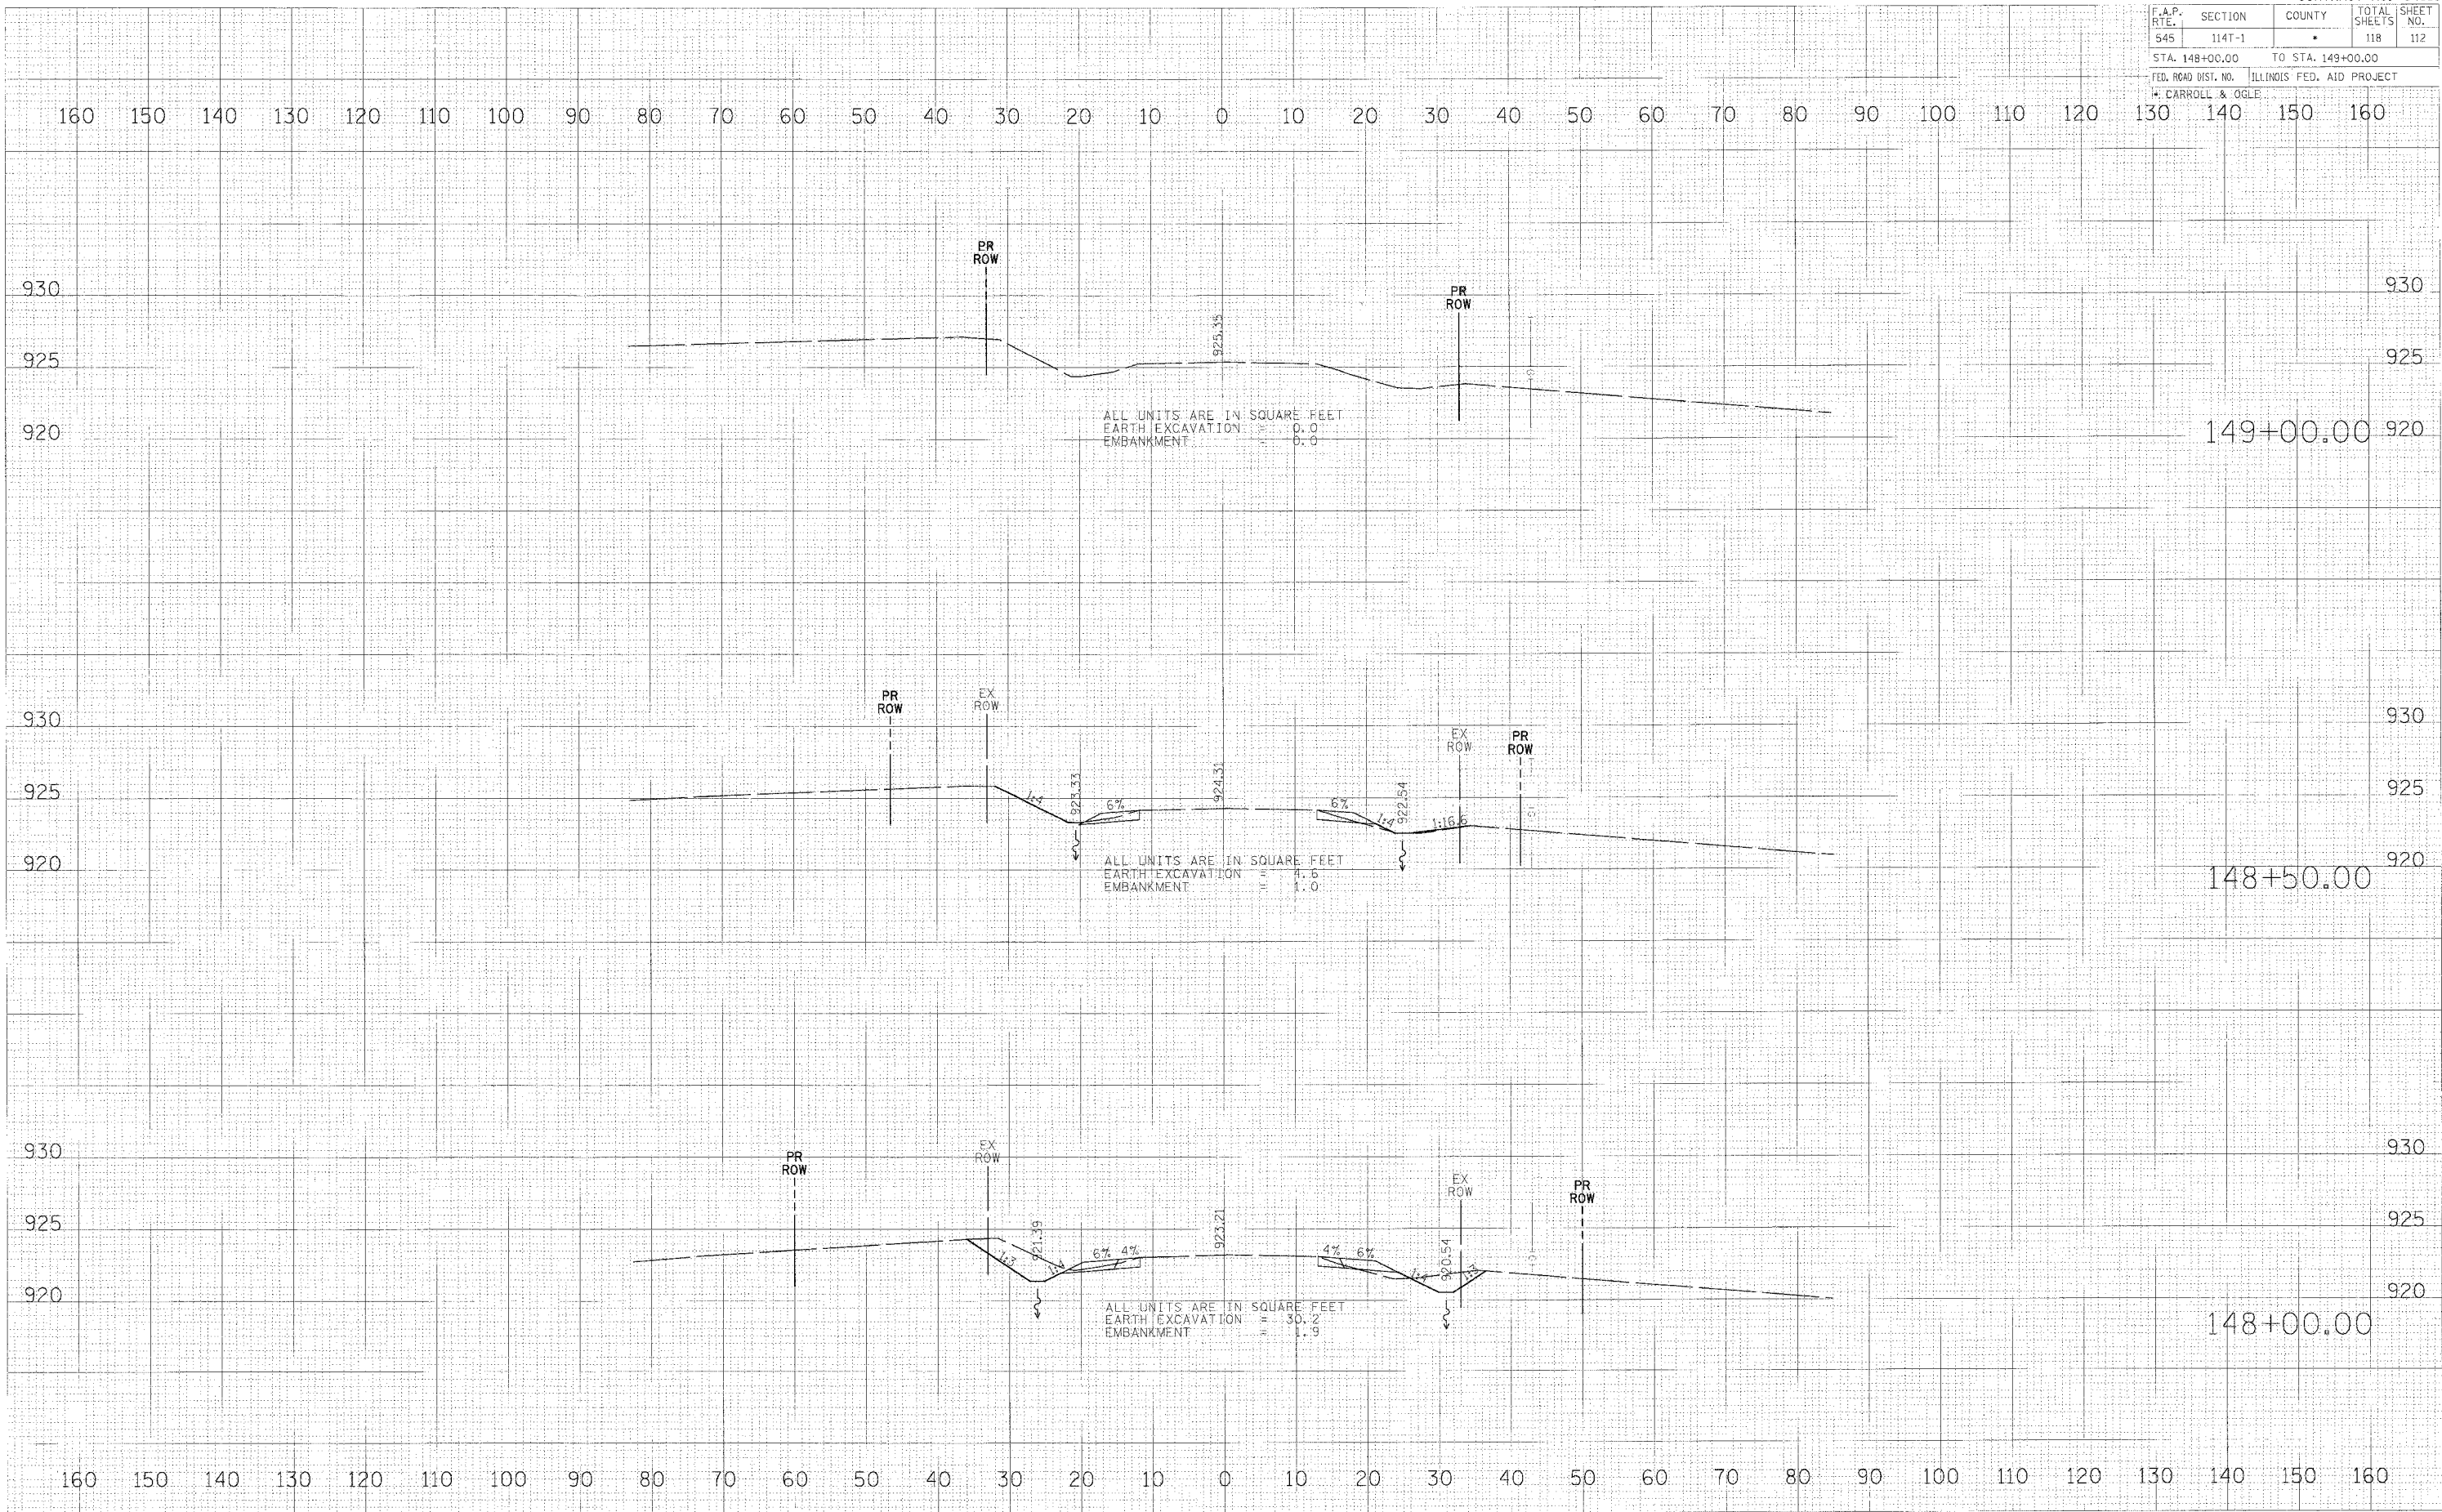 F.A.P. RTE. SECTION COUNTY TOTAL SHEETS SHEET NO.
545 114T-1 * 118 112
STA. 148+00.00 TO STA. 149+00.00
FED. ROAD DIST. NO. ILLINOIS FED. AID PROJECT
* CARROLL & OGLE
160 150 140 130 120 110 100 90 80 70 60 50 40 30 20 10 0 10 20 30 40 50 60 70 80 90 100 110 120 130 140 150 160
PR ROW
PR ROW
930 930
925 925.35 925
920 920
ALL UNITS ARE IN SQUARE FEET
EARTH EXCAVATION = 0.0
EMBANKMENT = 0.0
149+00.00
PR ROW
EX ROW
EX ROW
PR ROW
930 930
925 1:4 923.33 6% 924.31 6% 1:4 922.54 1:16.6 925
920 920
ALL UNITS ARE IN SQUARE FEET
EARTH EXCAVATION = 4.6
EMBANKMENT = 1.0
148+50.00
PR ROW
EX ROW
EX ROW
PR ROW
930 930
925 1:3 921.39 1:4 6% 4% 923.21 4% 6% 1:4 920.54 1:3 925
920 920
ALL UNITS ARE IN SQUARE FEET
EARTH EXCAVATION = 30.2
EMBANKMENT = 1.9
148+00.00
160 150 140 130 120 110 100 90 80 70 60 50 40 30 20 10 0 10 20 30 40 50 60 70 80 90 100 110 120 130 140 150 160